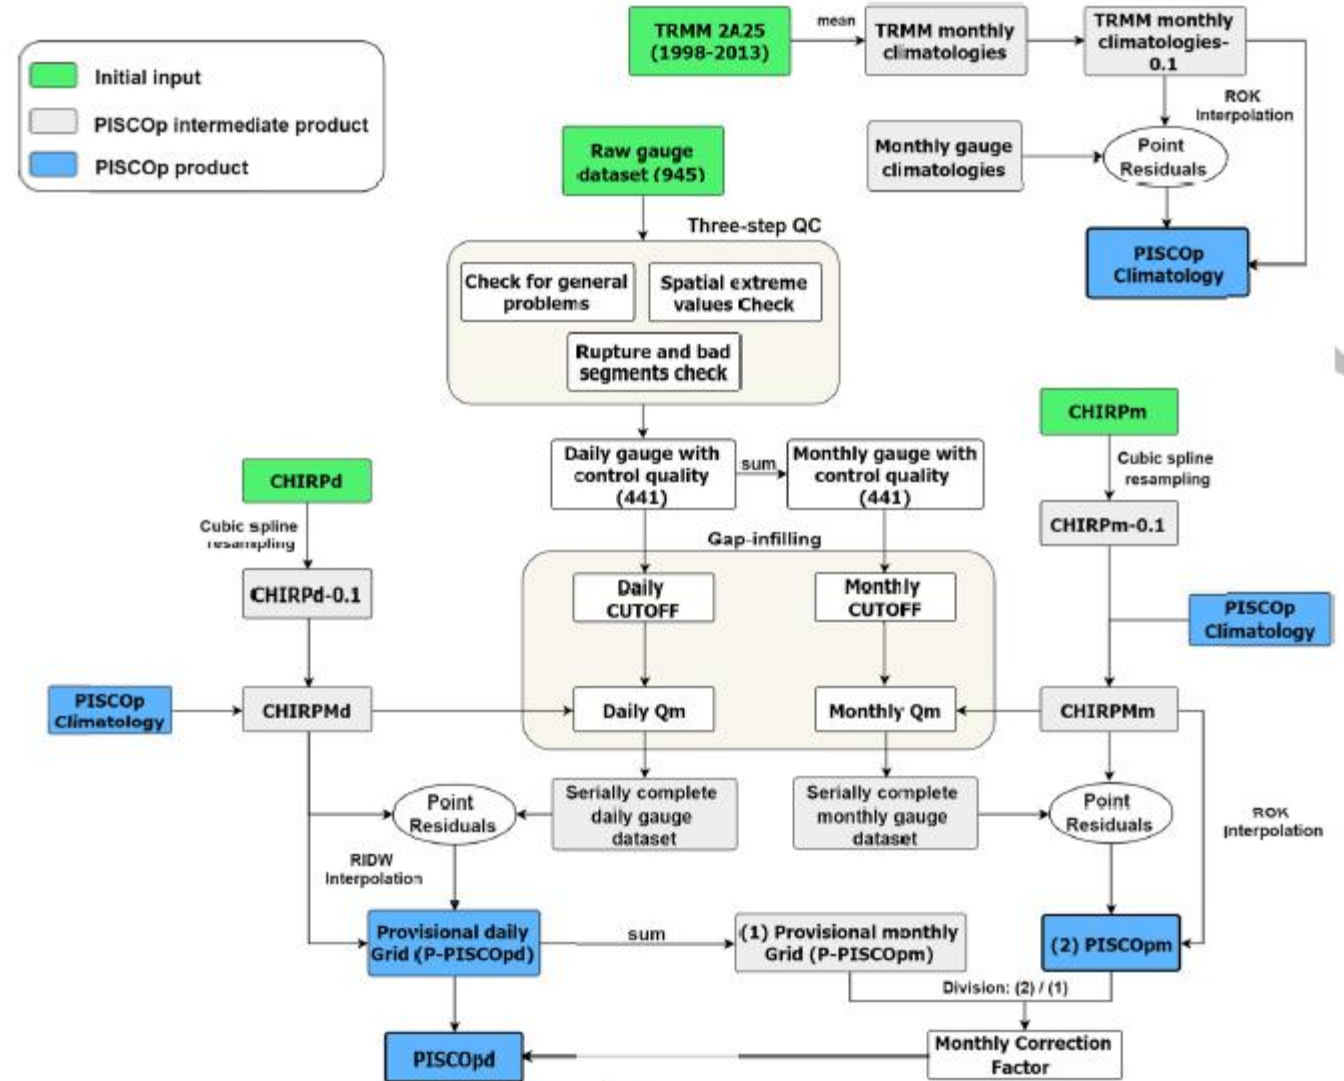 Initial input
PISCOp intermediate product
PISCOp product
TRMM 2A25
(1998-2013)
mean
TRMM monthly
climatologies
TRMM monthly
climatologies-
0.1
ROK
Interpolation
Monthly gauge
climatologies
Point
Residuals
PISCOp
Climatology
Raw gauge
dataset (945)
Three-step QC
Check for general
problems
Spatial extreme
values Check
Rupture and bad
segments check
Daily gauge with
control quality
(441)
sum
Monthly gauge with
control quality
(441)
CHIRPm
Cubic spline
resampling
CHIRPm-0.1
PISCOp
Climatology
CHIRPMm
CHIRPd
Cubic spline
resampling
CHIRPd-0.1
PISCOp
Climatology
CHIRPMd
Gap-infilling
Daily
CUTOFF
Monthly
CUTOFF
Daily Qm
Monthly Qm
Point
Residuals
Serially complete
daily gauge
dataset
Serially complete
monthly gauge
dataset
Point
Residuals
ROK
Interpolation
RIDW
Interpolation
Provisional daily
Grid (P-PISCOpd)
sum
(1) Provisional monthly
Grid (P-PISCOpm)
(2) PISCOpm
Division: (2) / (1)
PISCOpd
Monthly Correction
Factor